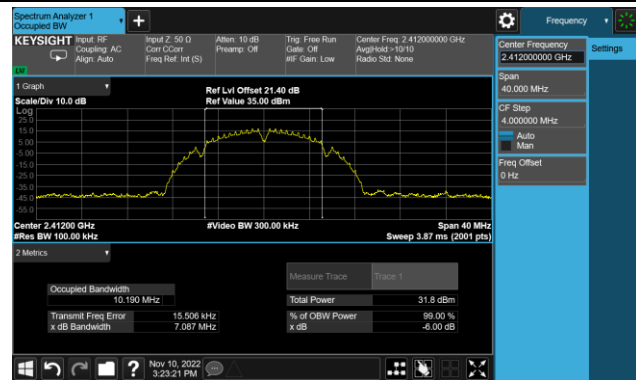 Spectrum Analyzer 1
Occupied BW
+
Frequency
KEYSIGHT
Input: RF
Coupling: AC
Align: Auto
Input Z: 50 Ω
Corr CCorr
Freq Ref: Int (S)
Atten: 10 dB
Preamp: Off
Trig: Free Run
Gate: Off
#IF Gain: Low
Center Freq: 2.412000000 GHz
Avg|Hold:>10/10
Radio Std: None
LW
Center Frequency
2.412000000 GHz
Settings
Span
40.000 MHz
CF Step
4.000000 MHz
Auto
Man
Freq Offset
0 Hz
1 Graph
Scale/Div 10.0 dB
Ref Lvl Offset 21.40 dB
Ref Value 35.00 dBm
Log
25.0
15.0
5.00
-5.00
-15.0
-25.0
-35.0
-45.0
-55.0
Center 2.41200 GHz
#Res BW 100.00 kHz
#Video BW 300.00 kHz
Span 40 MHz
Sweep 3.87 ms (2001 pts)
2 Metrics
Measure Trace
Trace 1
Occupied Bandwidth
10.190 MHz
Total Power
31.8 dBm
Transmit Freq Error
15.506 kHz
% of OBW Power
99.00 %
x dB Bandwidth
7.087 MHz
x dB
-6.00 dB
?
Nov 10, 2022
3:23:21 PM